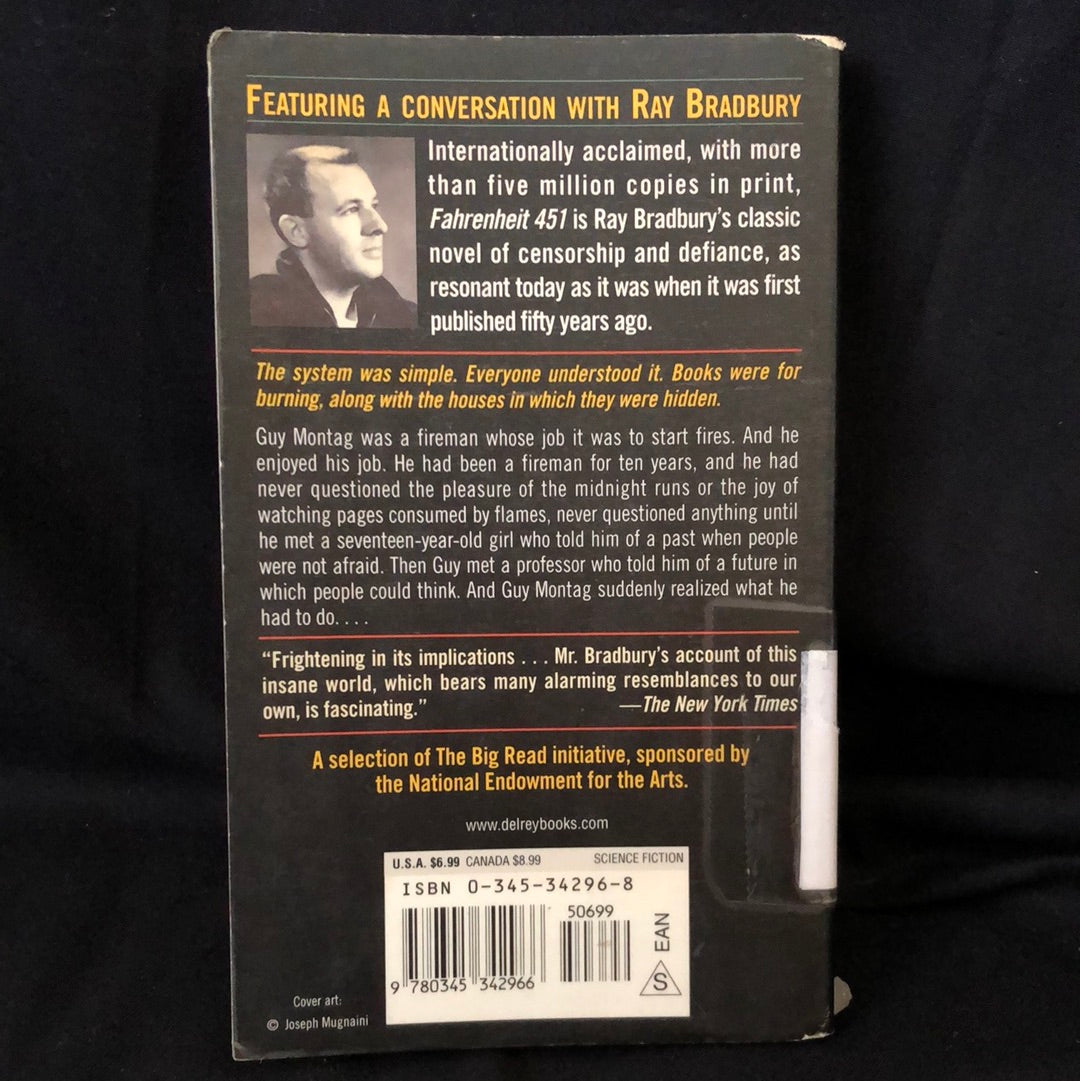 FEATURING A CONVERSATION WITH RAY BRADBURY
Internationally acclaimed, with more
than five million copies in print,
Fahrenheit 451 is Ray Bradbury's classic
novel of censorship and defiance, as
resonant today as it was when it was first
published fifty years ago.
The system was simple. Everyone understood it. Books were for
burning, along with the houses in which they were hidden.
Guy Montag was a fireman whose job it was to start fires. And he
enjoyed his job. He had been a fireman for ten years, and he had
never questioned the pleasure of the midnight runs or the joy of
watching pages consumed by flames, never questioned anything until
he met a seventeen-year-old girl who told him of a past when people
were not afraid. Then Guy met a professor who told him of a future in
which people could think. And Guy Montag suddenly realized what he
had to do. . . .
"Frightening in its implications . . . Mr. Bradbury's account of this
insane world, which bears many alarming resemblances to our
own, is fascinating." —The New York Times
A selection of The Big Read initiative, sponsored by
the National Endowment for the Arts.
www.delreybooks.com
U.S.A. $6.99 CANADA $8.99 SCIENCE FICTION
ISBN 0-345-34296-8
50699
EAN
S
9 780345 342966
Cover art:
© Joseph Mugnaini